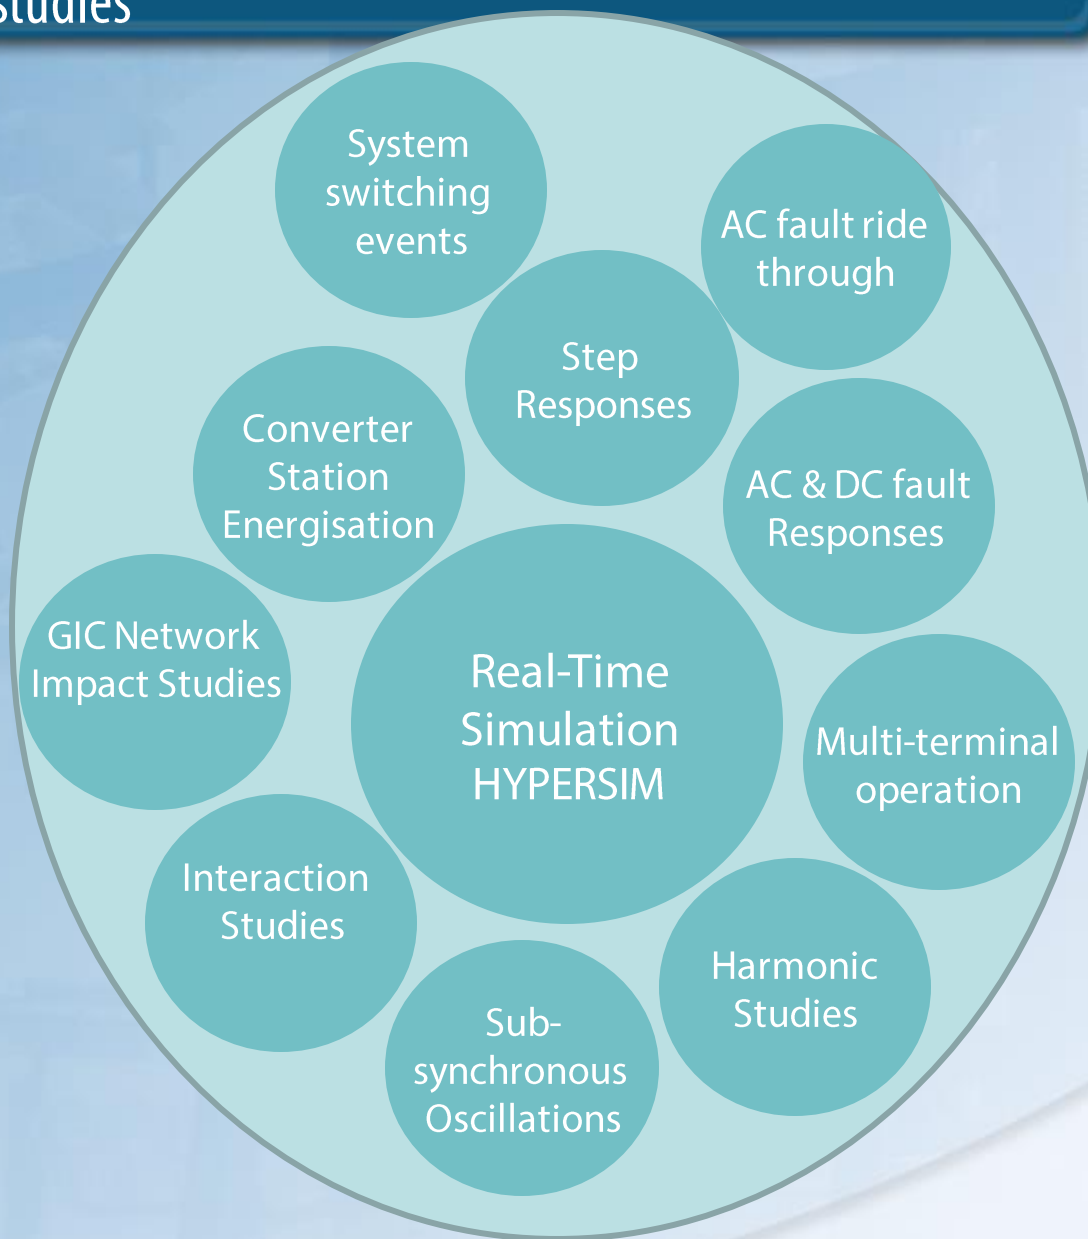 studies
System
switching
events
AC fault ride
through
Step
Responses
Converter
Station
Energisation
AC & DC fault
Responses
GIC Network
Impact Studies
Real-Time
Simulation
HYPERSIM
Multi-terminal
operation
Interaction
Studies
Harmonic
Studies
Sub-
synchronous
Oscillations